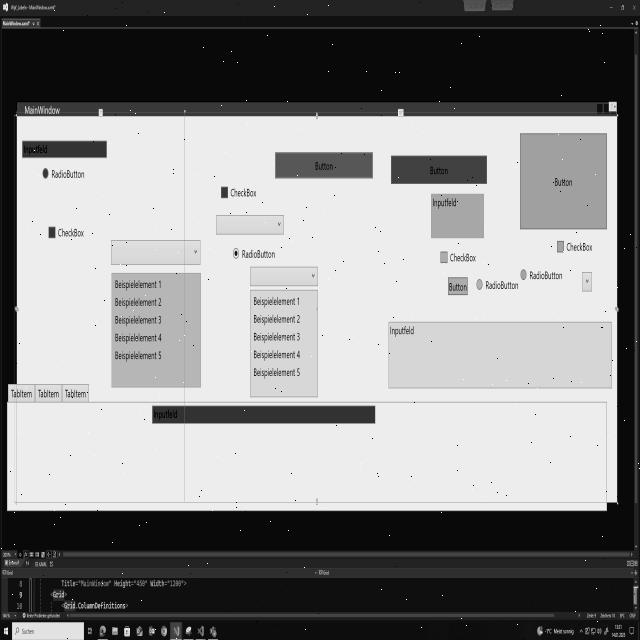 MainWindow
Inputfeld
RadioButton
CheckBox
Button
Button
Button
CheckBox
Inputfeld
RadioButton
CheckBox
CheckBox
RadioButton
Button
RadioButton
Beispielelement 1
Beispielelement 2
Beispielelement 3
Beispielelement 4
Beispielelement 5
Beispielelement 1
Beispielelement 2
Beispielelement 3
Beispielelement 4
Beispielelement 5
Inputfeld
TabItem TabItem TabItem
Inputfeld
8 Title="MainWindow" Height="450" Width="1200">
9 <Grid>
<Grid.ColumnDefinitions>
Suchen